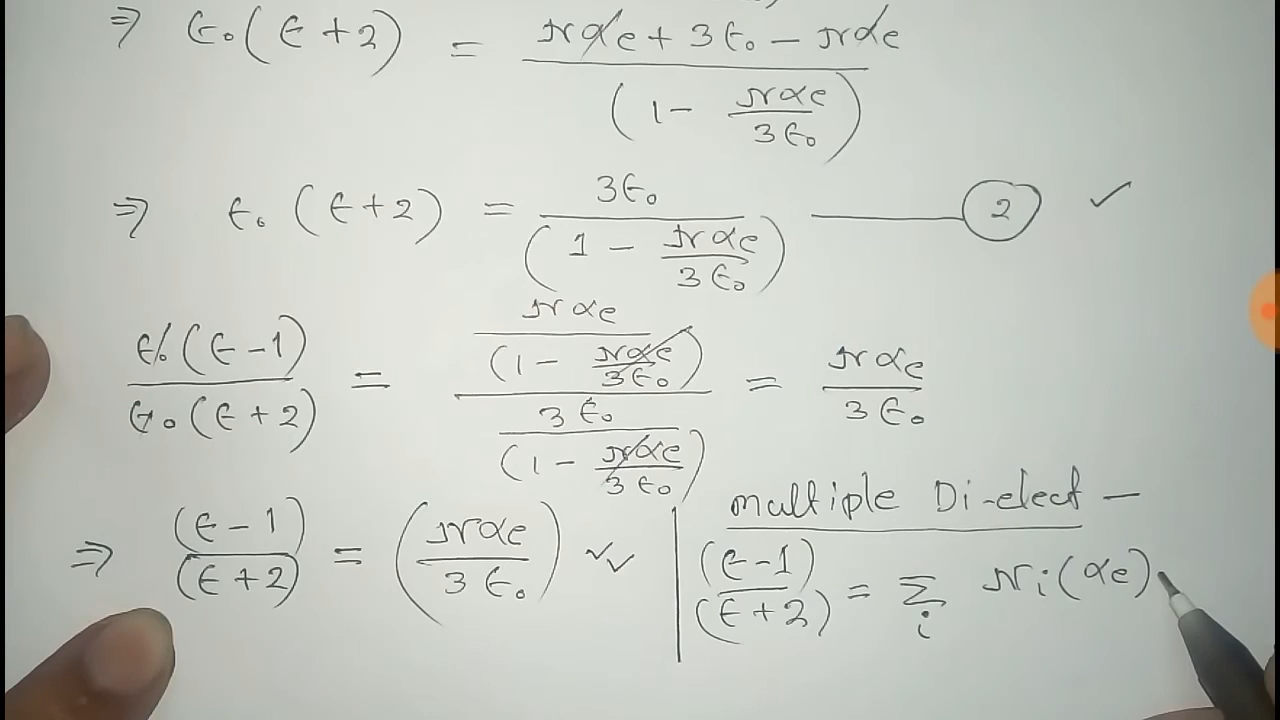 ⇒ ϵ₀(ϵ+2) = (Nαe + 3ϵ₀ − Nαe) / (1 − Nαe/3ϵ₀)
⇒ ϵ₀(ϵ+2) = 3ϵ₀ / (1 − Nαe/3ϵ₀) —— ② ✓
ϵ₀(ϵ−1) / ϵ₀(ϵ+2) = [Nαe / (1 − Nαe/3ϵ₀)] / [3ϵ₀ / (1 − Nαe/3ϵ₀)] = Nαe / 3ϵ₀
⇒ (ϵ−1) / (ϵ+2) = (Nαe / 3ϵ₀) ✓✓
multiple Di-elect —
(ϵ−1) / (ϵ+2) = Σᵢ Nᵢ(αe)